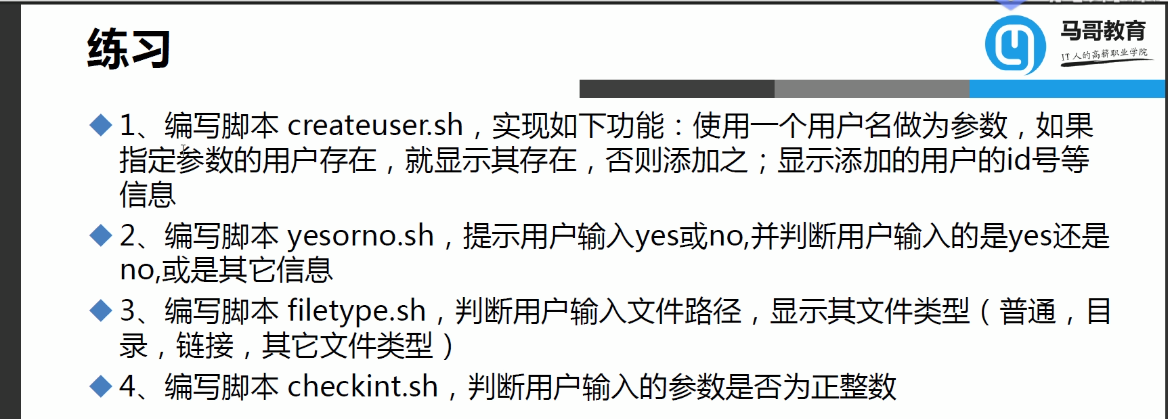 练习
马哥教育
IT人的高薪职业学院
1、编写脚本 createuser.sh，实现如下功能：使用一个用户名做为参数，如果
指定参数的用户存在，就显示其存在，否则添加之；显示添加的用户的id号等
信息
2、编写脚本 yesorno.sh，提示用户输入yes或no,并判断用户输入的是yes还是
no,或是其它信息
3、编写脚本 filetype.sh，判断用户输入文件路径，显示其文件类型（普通，目
录，链接，其它文件类型）
4、编写脚本 checkint.sh，判断用户输入的参数是否为正整数